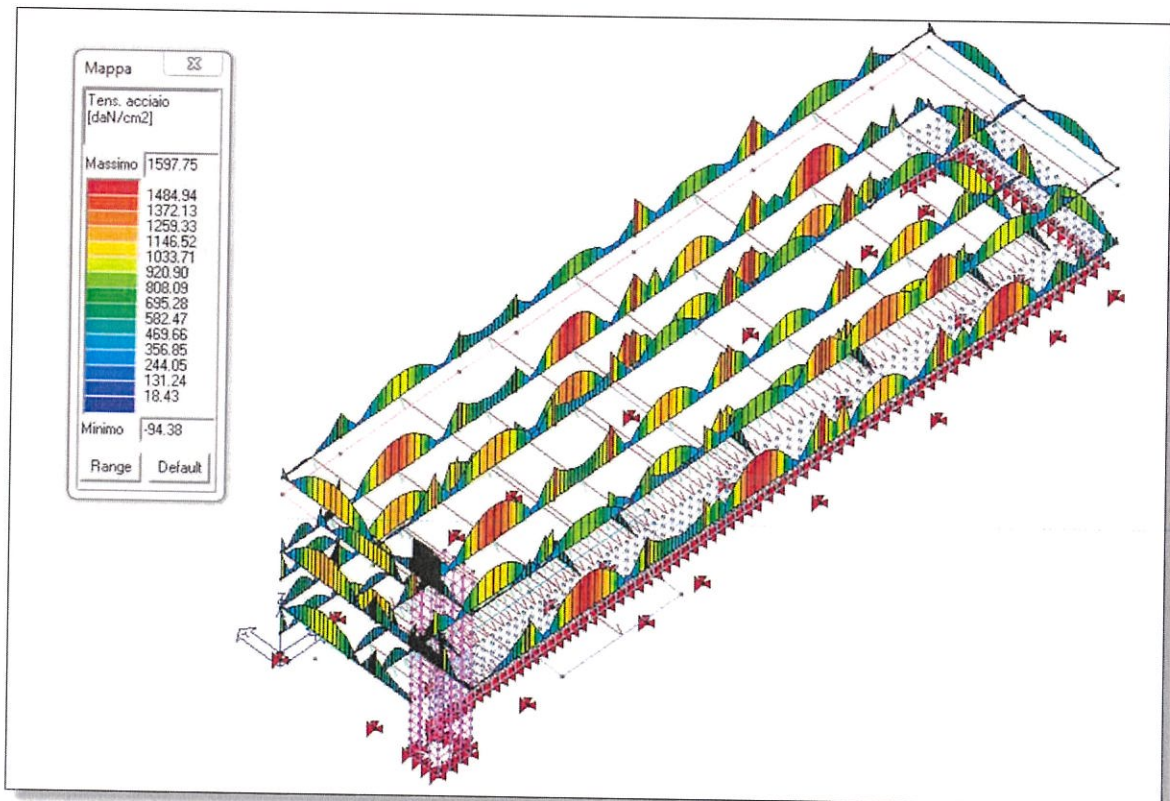 Mappa
Tens. acciaio
[daN/cm2]
Massimo 1597.75
1484.94
1372.13
1259.33
1146.52
1033.71
920.90
808.09
695.28
582.47
469.66
356.85
244.05
131.24
18.43
Minimo -94.38
Range Default